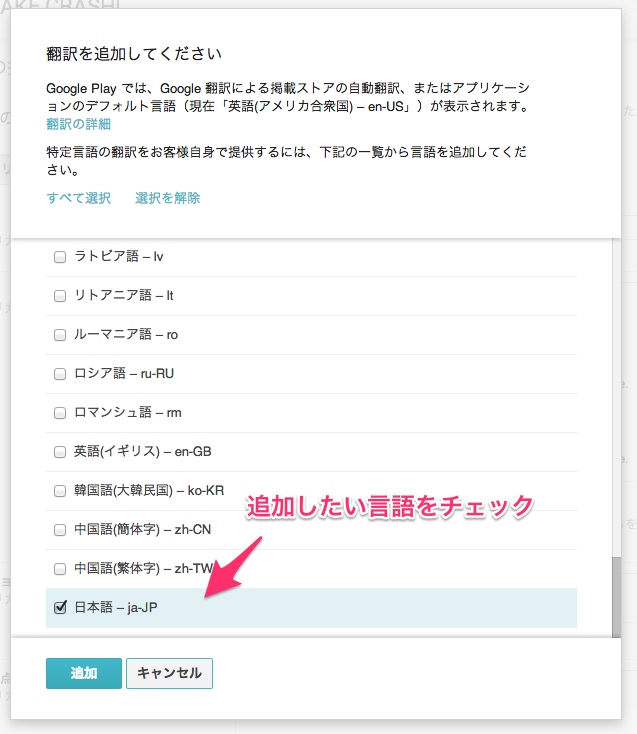 AKE CRASH!
翻訳を追加してください
Google Play では、Google 翻訳による掲載ストアの自動翻訳、またはアプリケーシ
ョンのデフォルト言語（現在「英語(アメリカ合衆国) – en-US」）が表示されます。
翻訳の詳細
特定言語の翻訳をお客様自身で提供するには、下記の一覧から言語を追加してくだ
さい。
すべて選択 選択を解除
ラトビア語 – lv
リトアニア語 – lt
ルーマニア語 – ro
ロシア語 – ru-RU
ロマンシュ語 – rm
英語(イギリス) – en-GB
韓国語(大韓民国) – ko-KR
追加したい言語をチェック
中国語(簡体字) – zh-CN
中国語(繁体字) – zh-TW
日本語 – ja-JP
追加 キャンセル